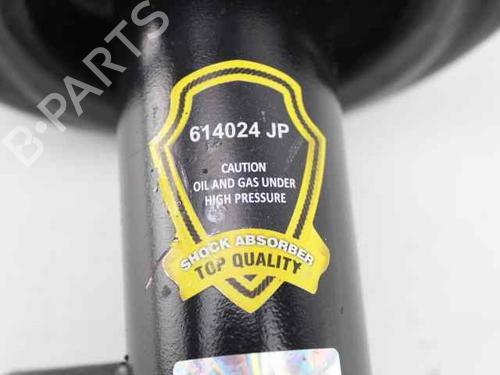 B-PARTS
614024 JP
CAUTION
OIL AND GAS UNDER
HIGH PRESSURE
SHOCK ABSORBER
TOP QUALITY